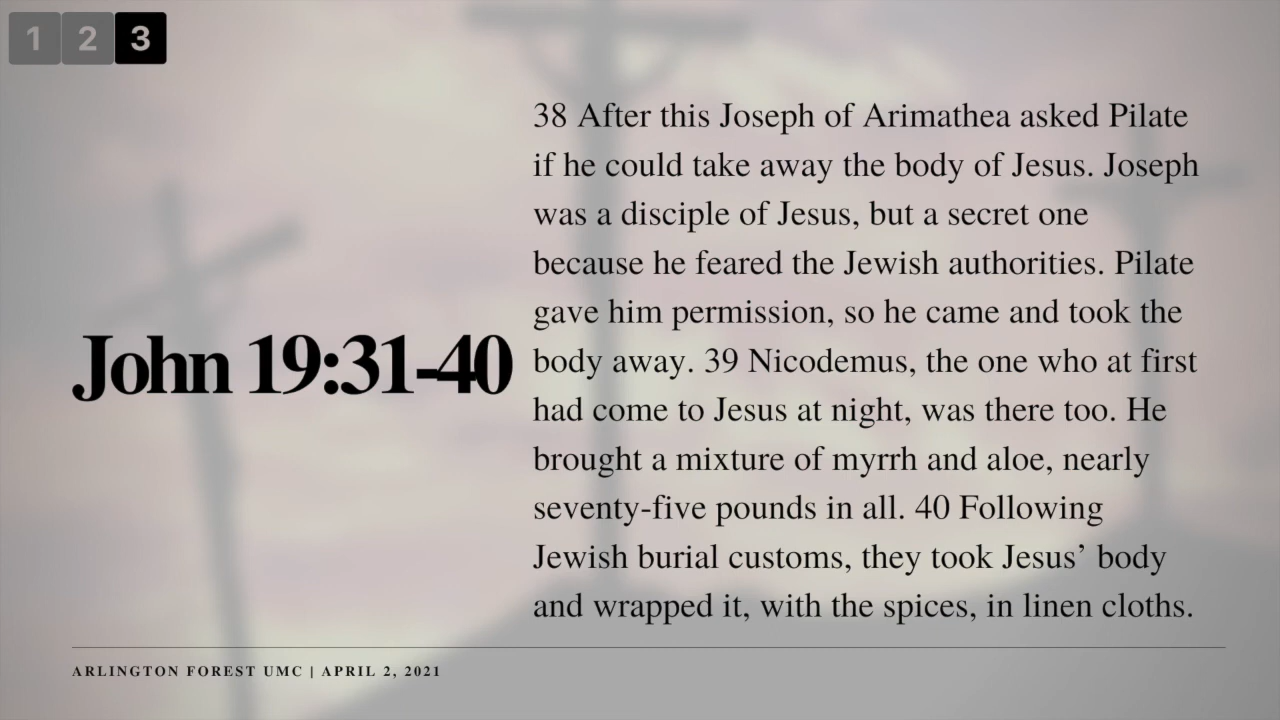 1 2 3
38 After this Joseph of Arimathea asked Pilate
if he could take away the body of Jesus. Joseph
was a disciple of Jesus, but a secret one
because he feared the Jewish authorities. Pilate
gave him permission, so he came and took the
body away. 39 Nicodemus, the one who at first
had come to Jesus at night, was there too. He
brought a mixture of myrrh and aloe, nearly
seventy-five pounds in all. 40 Following
Jewish burial customs, they took Jesus’ body
and wrapped it, with the spices, in linen cloths.
John 19:31-40
ARLINGTON FOREST UMC | APRIL 2, 2021